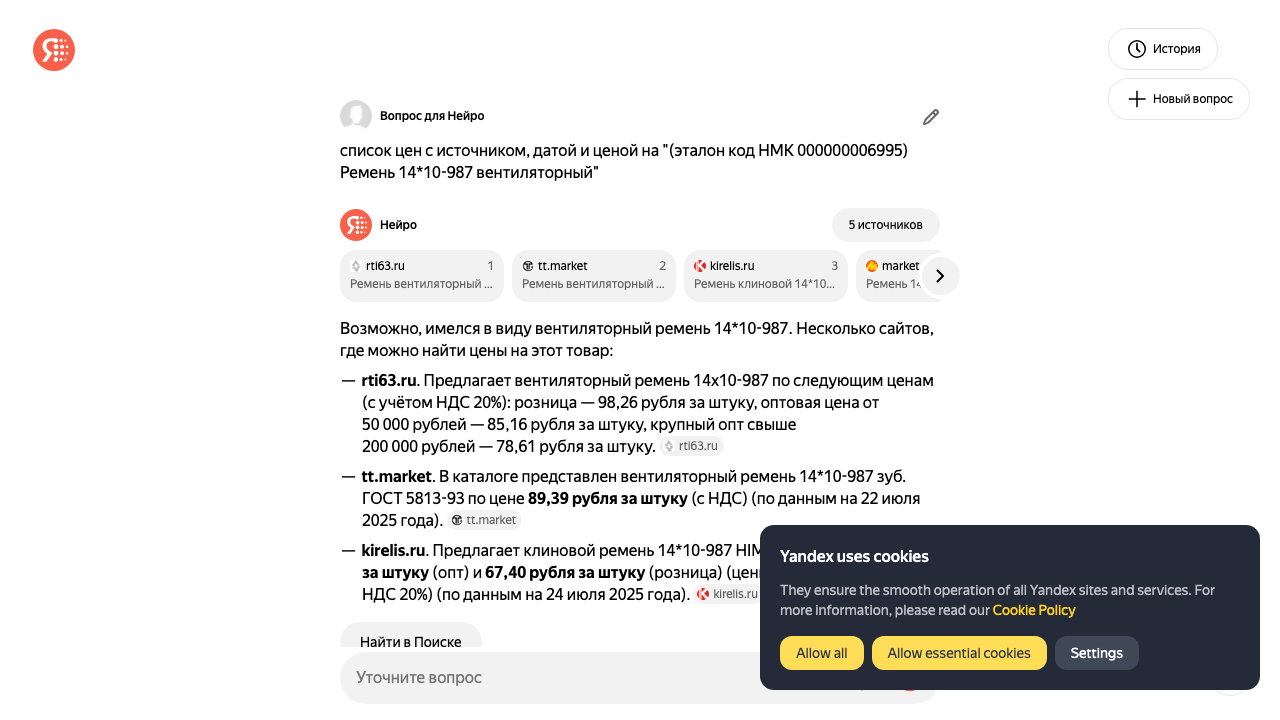 История
Новый вопрос
Вопрос для Нейро
список цен с источником, датой и ценой на "(эталон код НМК 000000006995)
Ремень 14*10-987 вентиляторный"
Нейро
5 источников
rti63.ru 1
Ремень вентиляторный ...
tt.market 2
Ремень вентиляторный ...
kirelis.ru 3
Ремень клиновой 14*10...
market
Ремень 14
Возможно, имелся в виду вентиляторный ремень 14*10-987. Несколько сайтов,
где можно найти цены на этот товар:
— rti63.ru. Предлагает вентиляторный ремень 14х10-987 по следующим ценам
(с учётом НДС 20%): розница — 98,26 рубля за штуку, оптовая цена от
50 000 рублей — 85,16 рубля за штуку, крупный опт свыше
200 000 рублей — 78,61 рубля за штуку. rti63.ru
— tt.market. В каталоге представлен вентиляторный ремень 14*10-987 зуб.
ГОСТ 5813-93 по цене 89,39 рубля за штуку (с НДС) (по данным на 22 июля
2025 года). tt.market
— kirelis.ru. Предлагает клиновой ремень 14*10-987
за штуку (опт) и 67,40 рубля за штуку (розница)
НДС 20%) (по данным на 24 июля 2025 года). kirelis.ru
Найти в Поиске
Уточните вопрос
Yandex uses cookies
They ensure the smooth operation of all Yandex sites and services. For
more information, please read our Cookie Policy
Allow all
Allow essential cookies
Settings